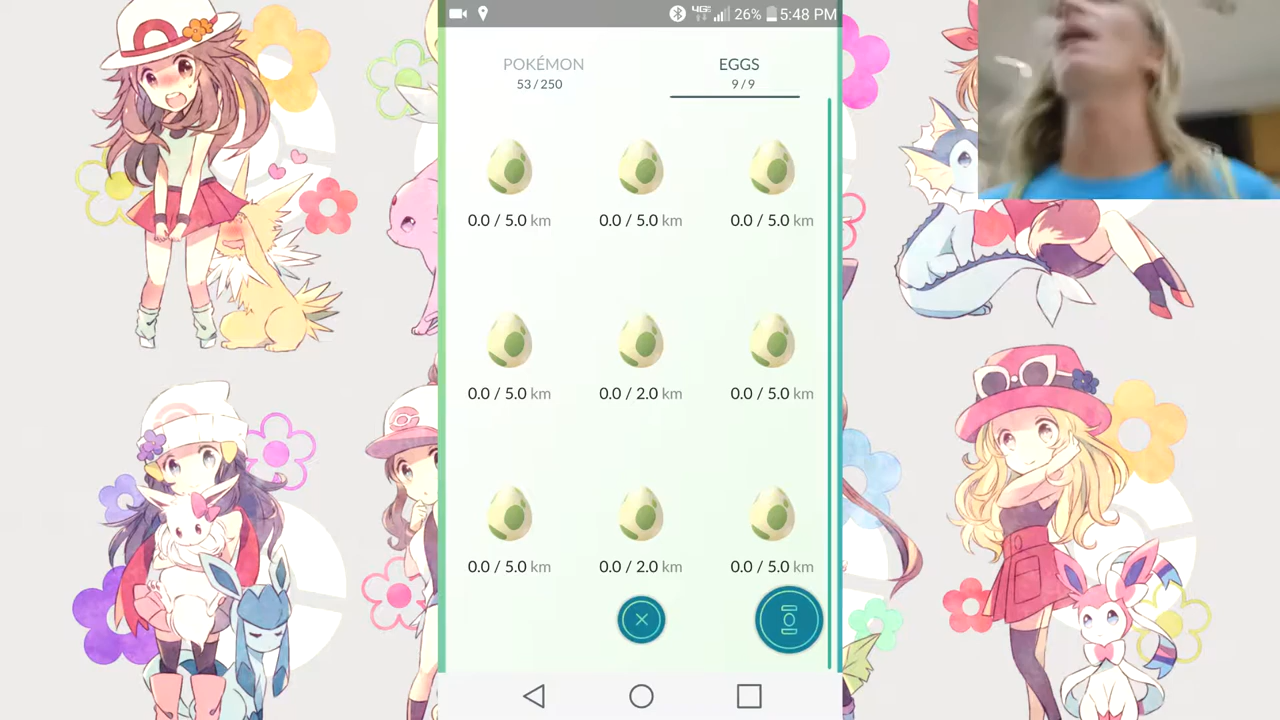 4G 26% 5:48 PM
POKÉMON EGGS
53 / 250 9 / 9
0.0 / 5.0 km 0.0 / 5.0 km 0.0 / 5.0 km
0.0 / 5.0 km 0.0 / 2.0 km 0.0 / 5.0 km
0.0 / 5.0 km 0.0 / 2.0 km 0.0 / 5.0 km